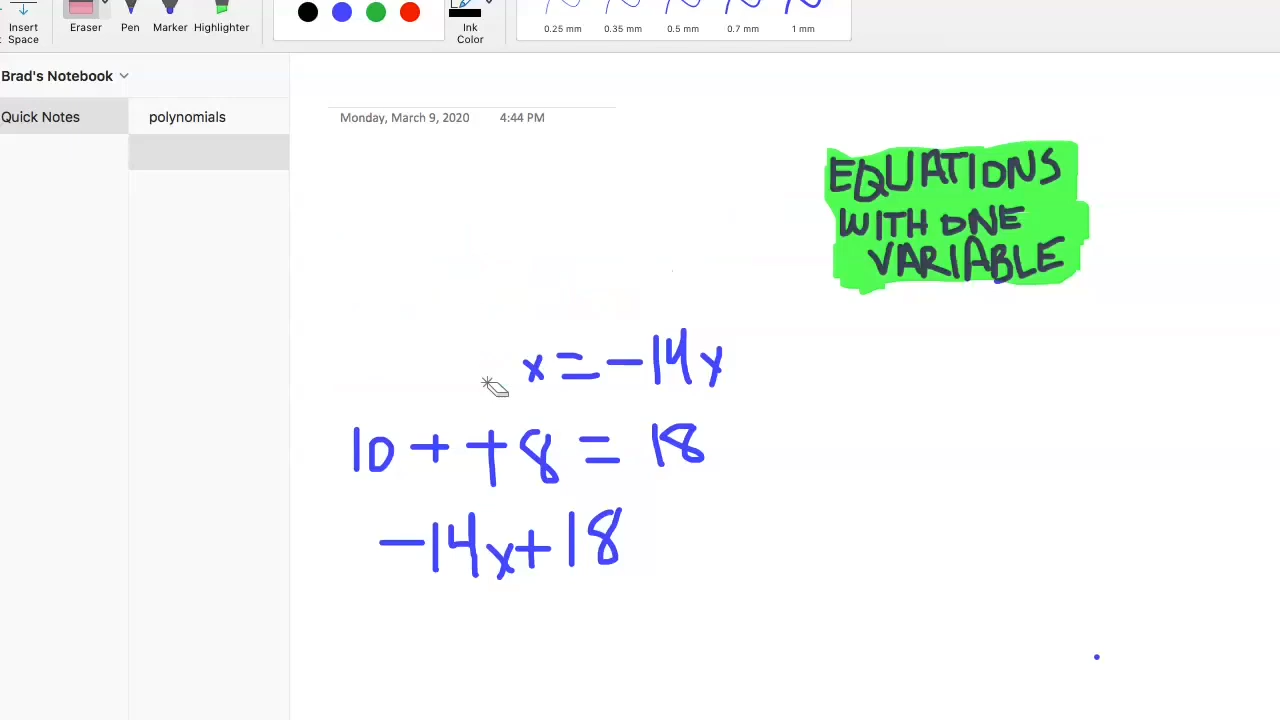 Insert
Space
Eraser
Pen
Marker
Highlighter
Ink
Color
0.25 mm
0.35 mm
0.5 mm
0.7 mm
1 mm
Brad's Notebook
Quick Notes
polynomials
Monday, March 9, 2020 4:44 PM
EQUATIONS
WITH ONE
VARIABLE
x = -14x
10 + +8 = 18
-14x + 18